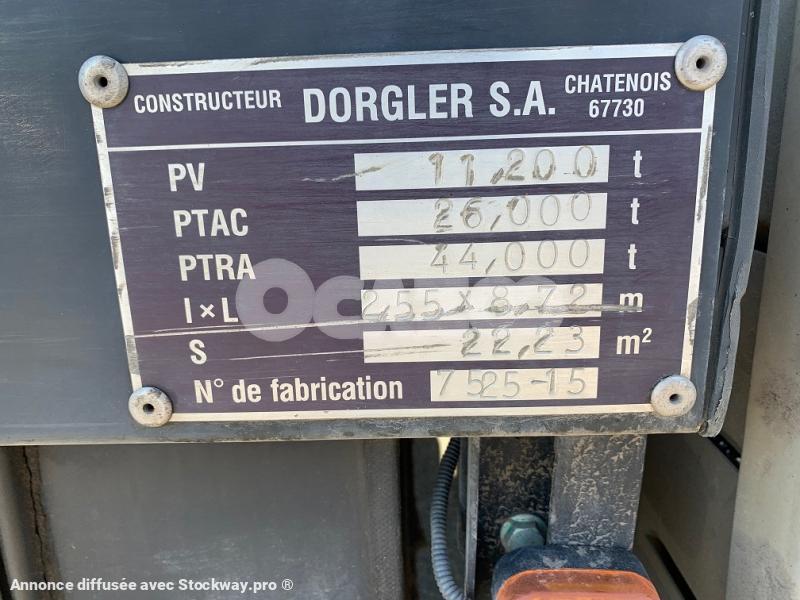 CONSTRUCTEUR DORGLER S.A. CHATENOIS
67730
PV 11,200 t
PTAC 26,000 t
PTRA 44,000 t
l×L 2,55 x 8,72 m
S 22,23 m²
N° de fabrication 7525-15
Annonce diffusée avec Stockway.pro ®